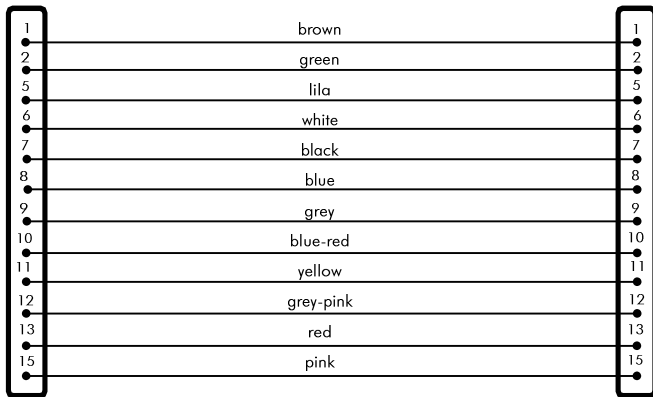 1 brown 1
2 green 2
5 lila 5
6 white 6
7 black 7
8 blue 8
9 grey 9
10 blue-red 10
11 yellow 11
12 grey-pink 12
13 red 13
15 pink 15